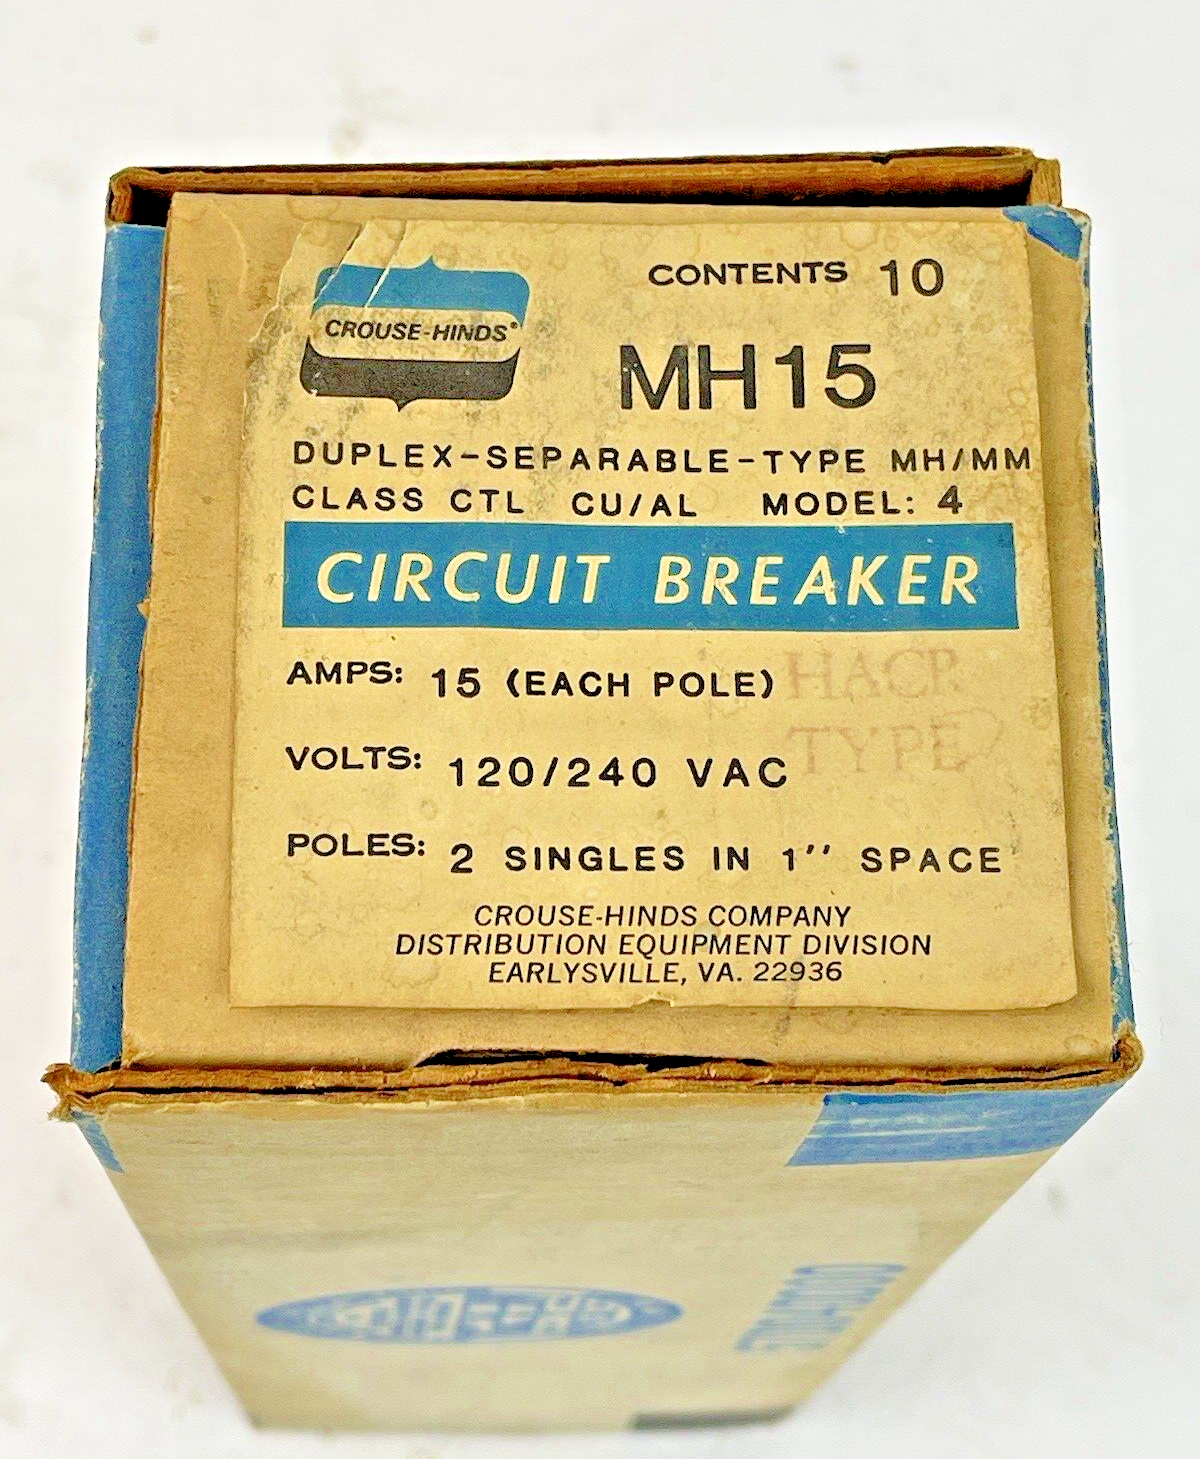 CONTENTS 10
CROUSE-HINDS®
MH15
DUPLEX-SEPARABLE-TYPE MH/MM
CLASS CTL CU/AL MODEL: 4
CIRCUIT BREAKER
AMPS: 15 (EACH POLE)
HACR
TYPE
VOLTS: 120/240 VAC
POLES: 2 SINGLES IN 1" SPACE
CROUSE-HINDS COMPANY
DISTRIBUTION EQUIPMENT DIVISION
EARLYSVILLE, VA. 22936